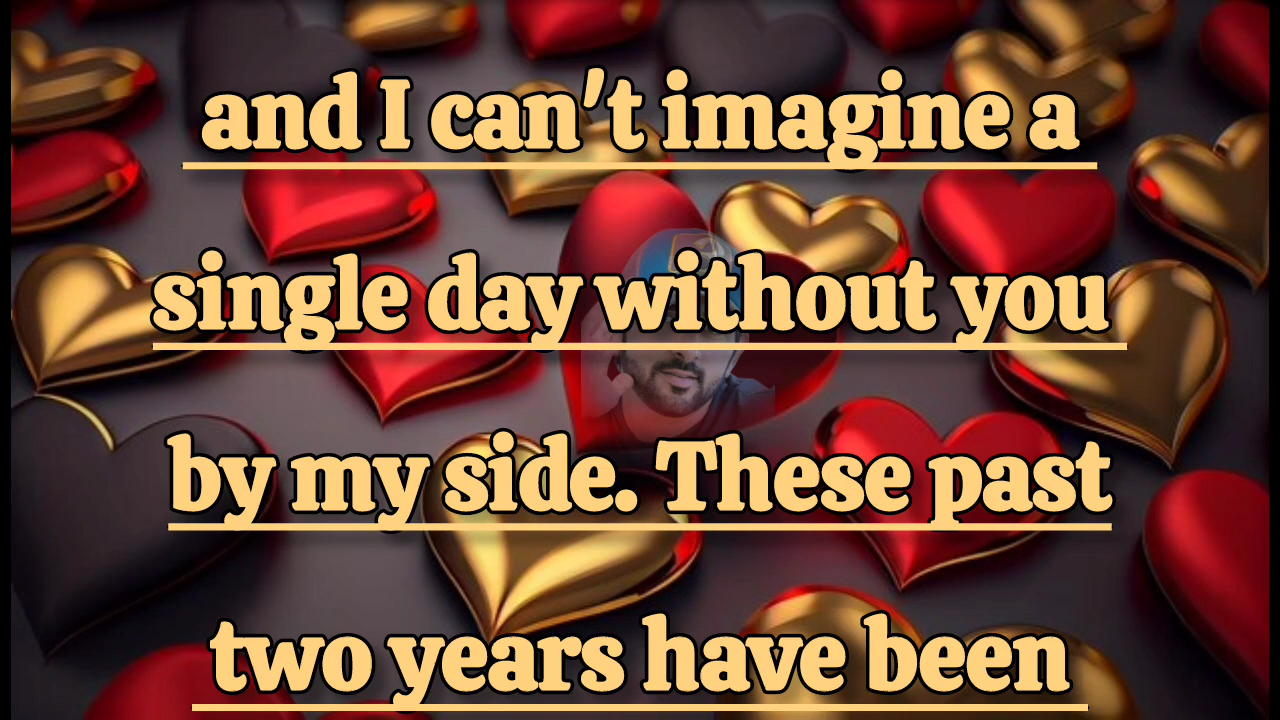 and I can't imagine a
single day without you
by my side. These past
two years have been